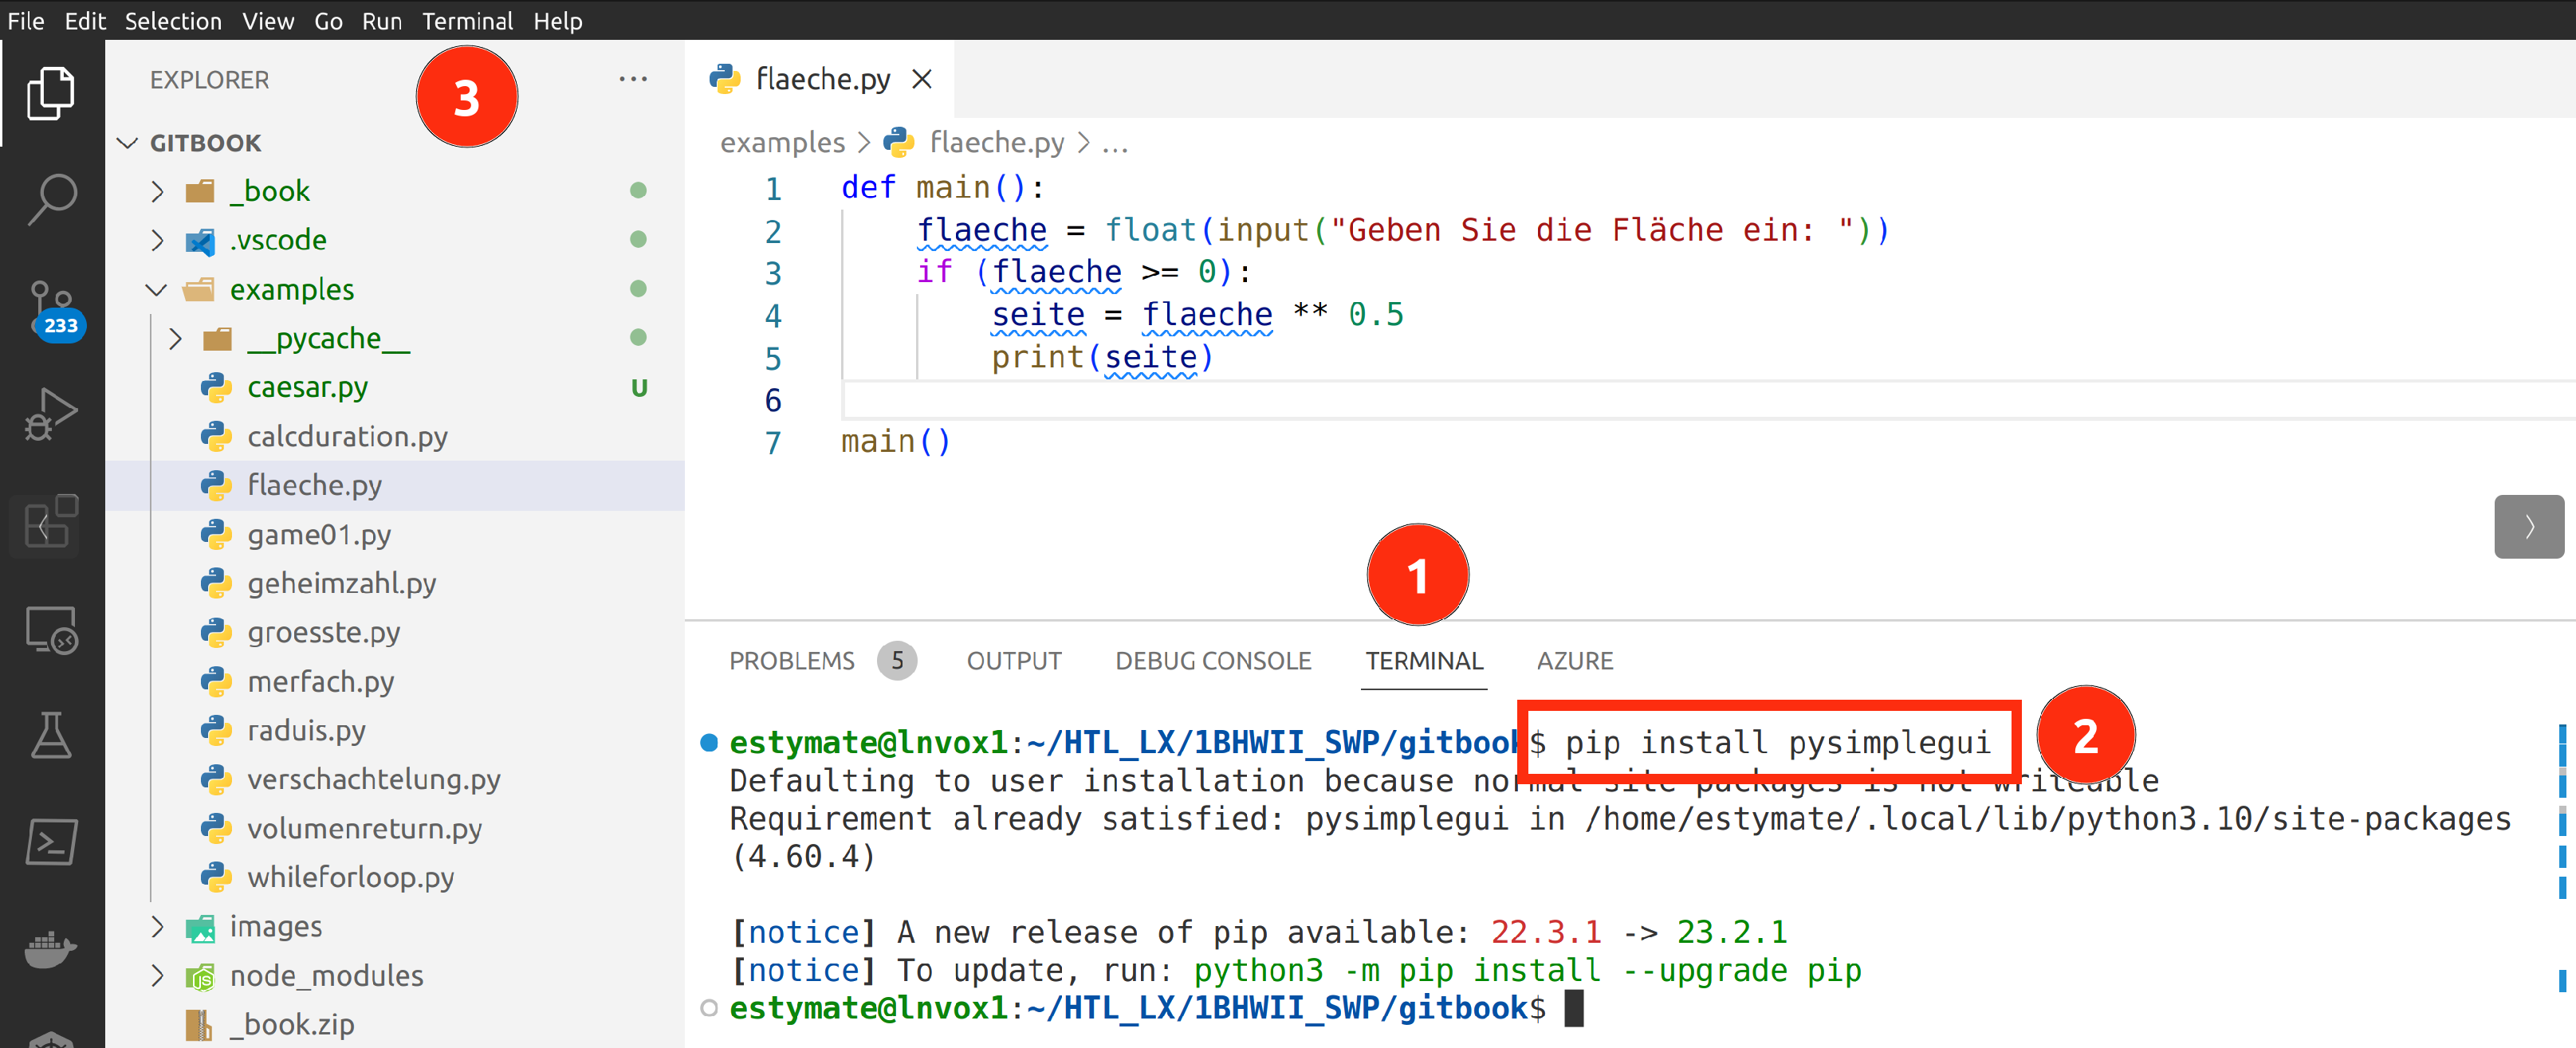 File Edit Selection View Go Run Terminal Help
EXPLORER
3
...
GITBOOK
_book
.vscode
examples
__pycache__
caesar.py U
calcduration.py
flaeche.py
game01.py
geheimzahl.py
groesste.py
merfach.py
raduis.py
verschachtelung.py
volumenreturn.py
whileforloop.py
images
node_modules
_book.zip
233
flaeche.py
examples > flaeche.py > ...
1 def main():
2 flaeche = float(input("Geben Sie die Fläche ein: "))
3 if (flaeche >= 0):
4 seite = flaeche ** 0.5
5 print(seite)
6
7 main()
1
PROBLEMS 5 OUTPUT DEBUG CONSOLE TERMINAL AZURE
estymate@lnvox1:~/HTL_LX/1BHWII_SWP/gitbook$ pip install pysimplegui
2
Defaulting to user installation because normal site-packages is not writeable
Requirement already satisfied: pysimplegui in /home/estymate/.local/lib/python3.10/site-packages
(4.60.4)
[notice] A new release of pip available: 22.3.1 -> 23.2.1
[notice] To update, run: python3 -m pip install --upgrade pip
estymate@lnvox1:~/HTL_LX/1BHWII_SWP/gitbook$